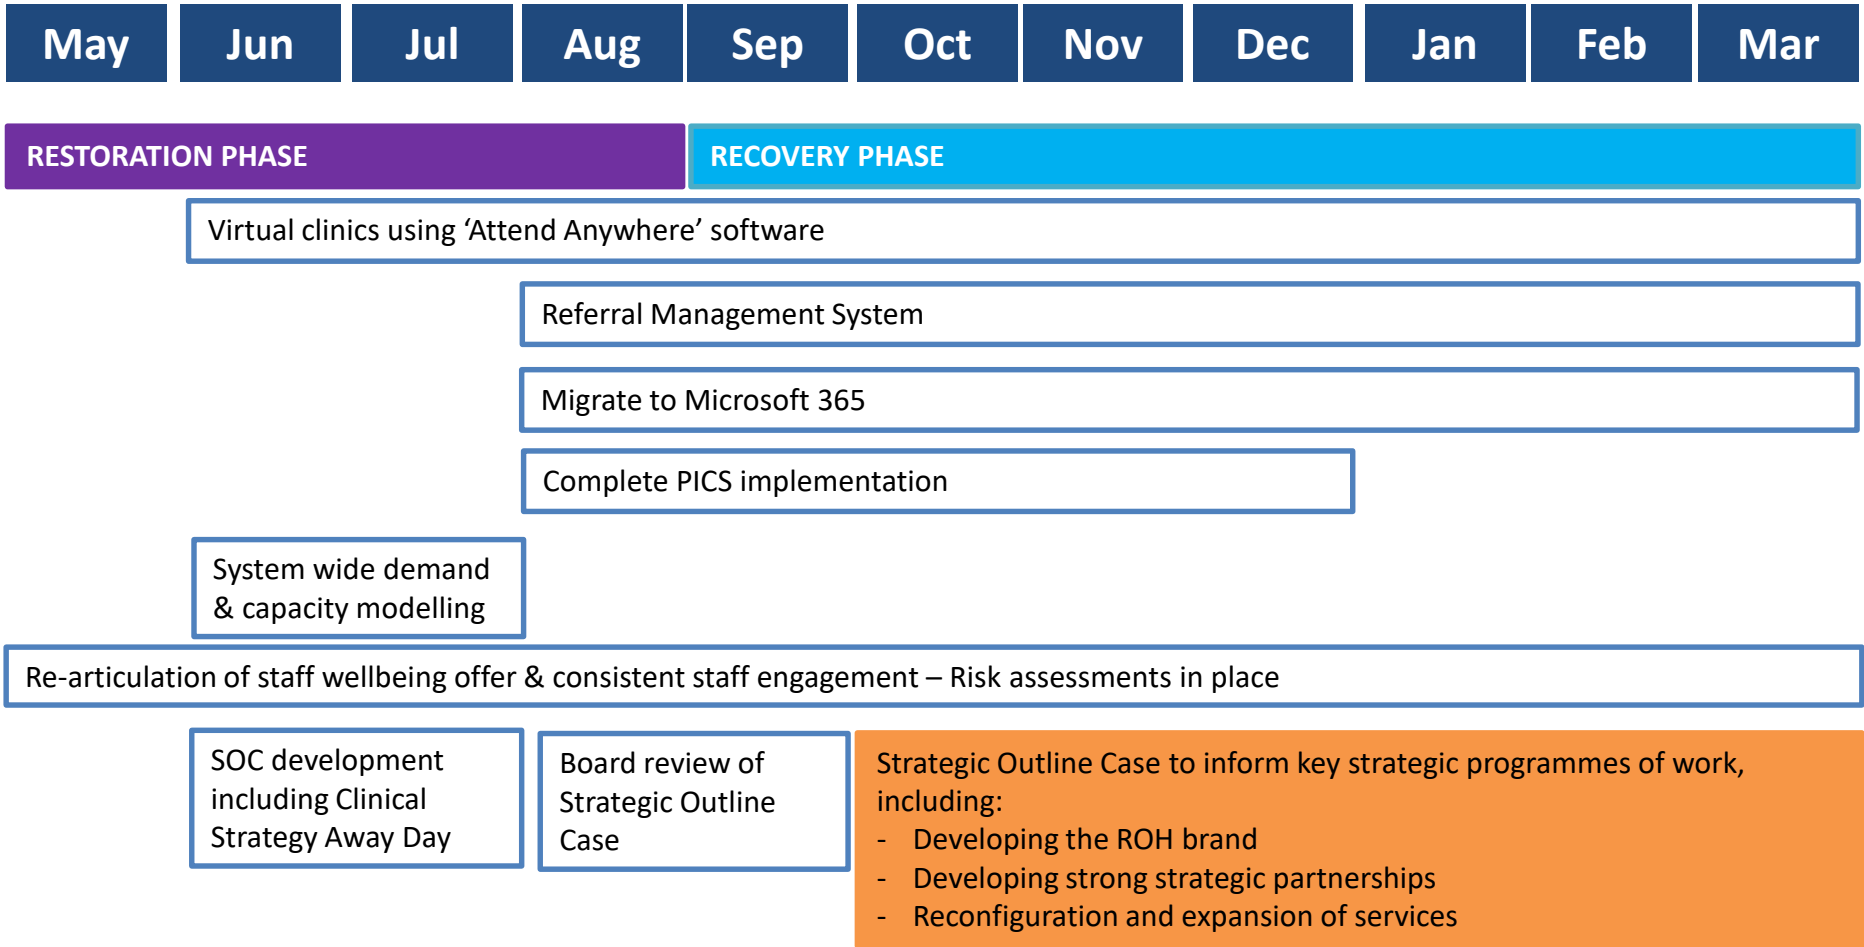 May Jun Jul Aug Sep Oct Nov Dec Jan Feb Mar
RESTORATION PHASE
RECOVERY PHASE
Virtual clinics using ‘Attend Anywhere’ software
Referral Management System
Migrate to Microsoft 365
Complete PICS implementation
System wide demand
& capacity modelling
Re-articulation of staff wellbeing offer & consistent staff engagement – Risk assessments in place
SOC development
including Clinical
Strategy Away Day
Board review of
Strategic Outline
Case
Strategic Outline Case to inform key strategic programmes of work,
including:
- Developing the ROH brand
- Developing strong strategic partnerships
- Reconfiguration and expansion of services